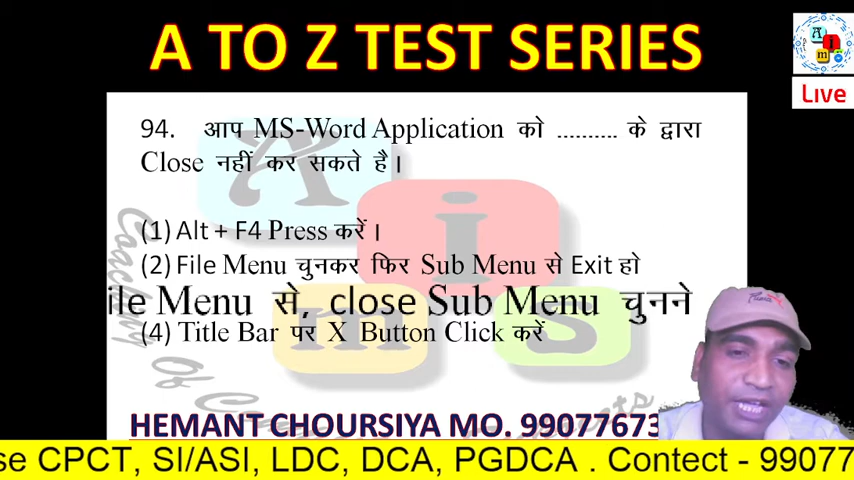 A TO Z TEST SERIES
Live
94. आप MS-Word Application को .......... के द्वारा
Close नहीं कर सकते है।
(1) Alt + F4 Press करें।
(2) File Menu चुनकर फिर Sub Menu से Exit हो
ile Menu से, close Sub Menu चुनने
(4) Title Bar पर X Button Click करें
HEMANT CHOURSIYA MO. 99077673
se CPCT, SI/ASI, LDC, DCA, PGDCA . Contect - 99077